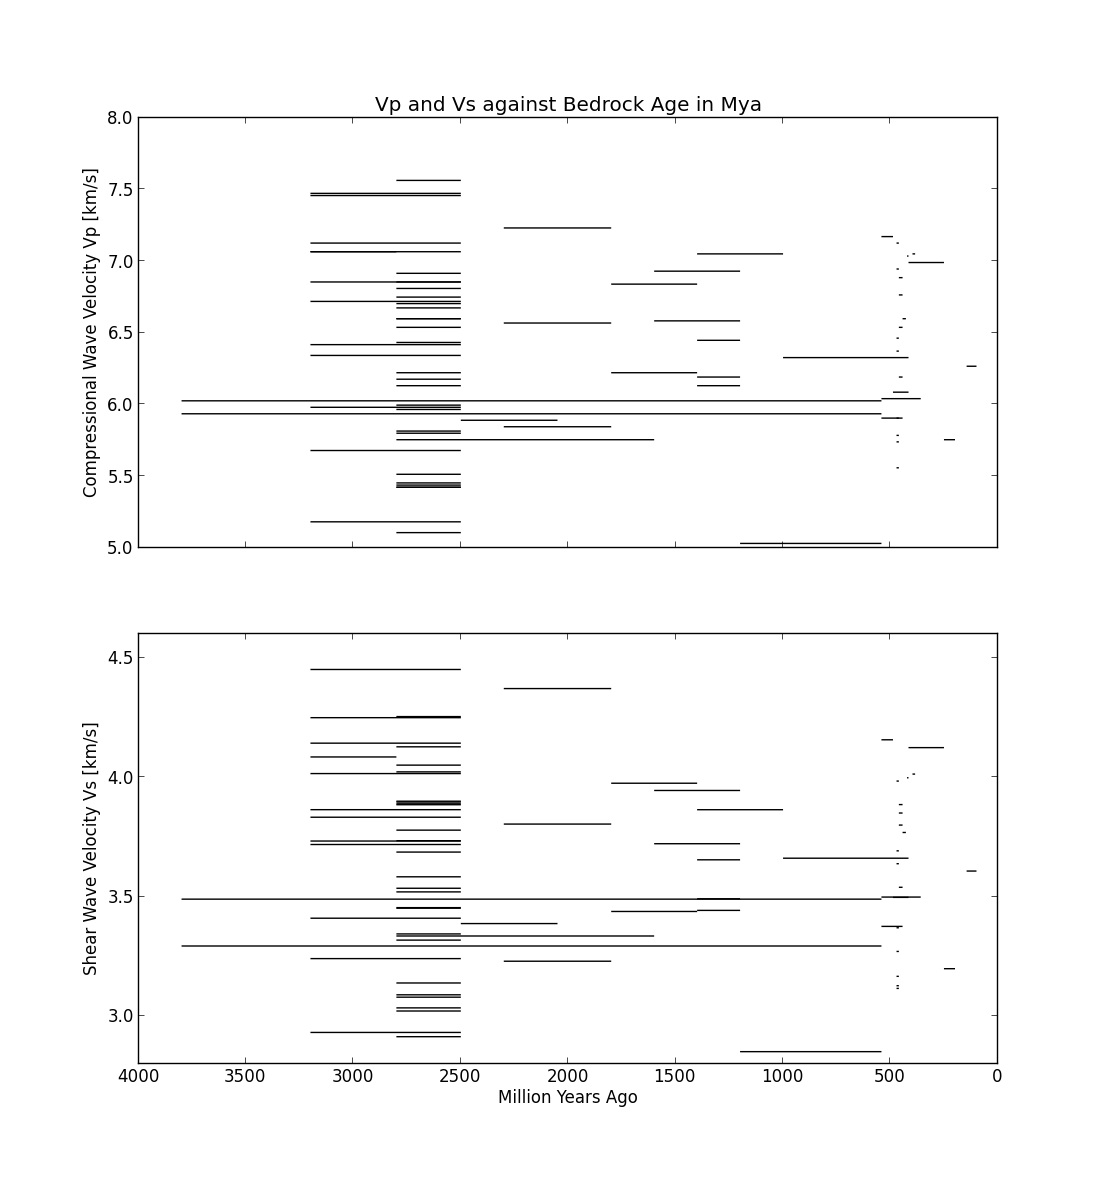 Vp and Vs against Bedrock Age in Mya
Compressional Wave Velocity Vp [km/s]
8.0
7.5
7.0
6.5
6.0
5.5
5.0
Shear Wave Velocity Vs [km/s]
4.5
4.0
3.5
3.0
4000 3500 3000 2500 2000 1500 1000 500 0
Million Years Ago